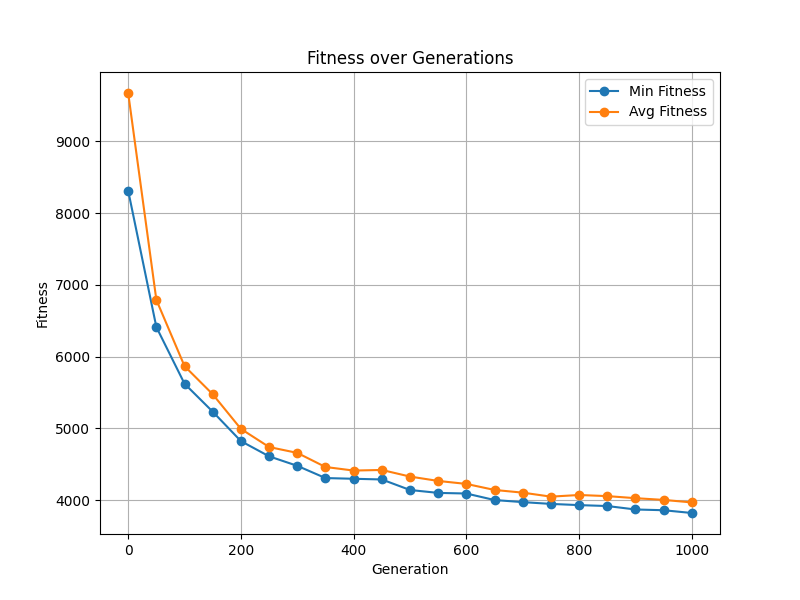 Fitness over Generations
Min Fitness
Avg Fitness
9000
8000
7000
6000
5000
4000
Fitness
0 200 400 600 800 1000
Generation